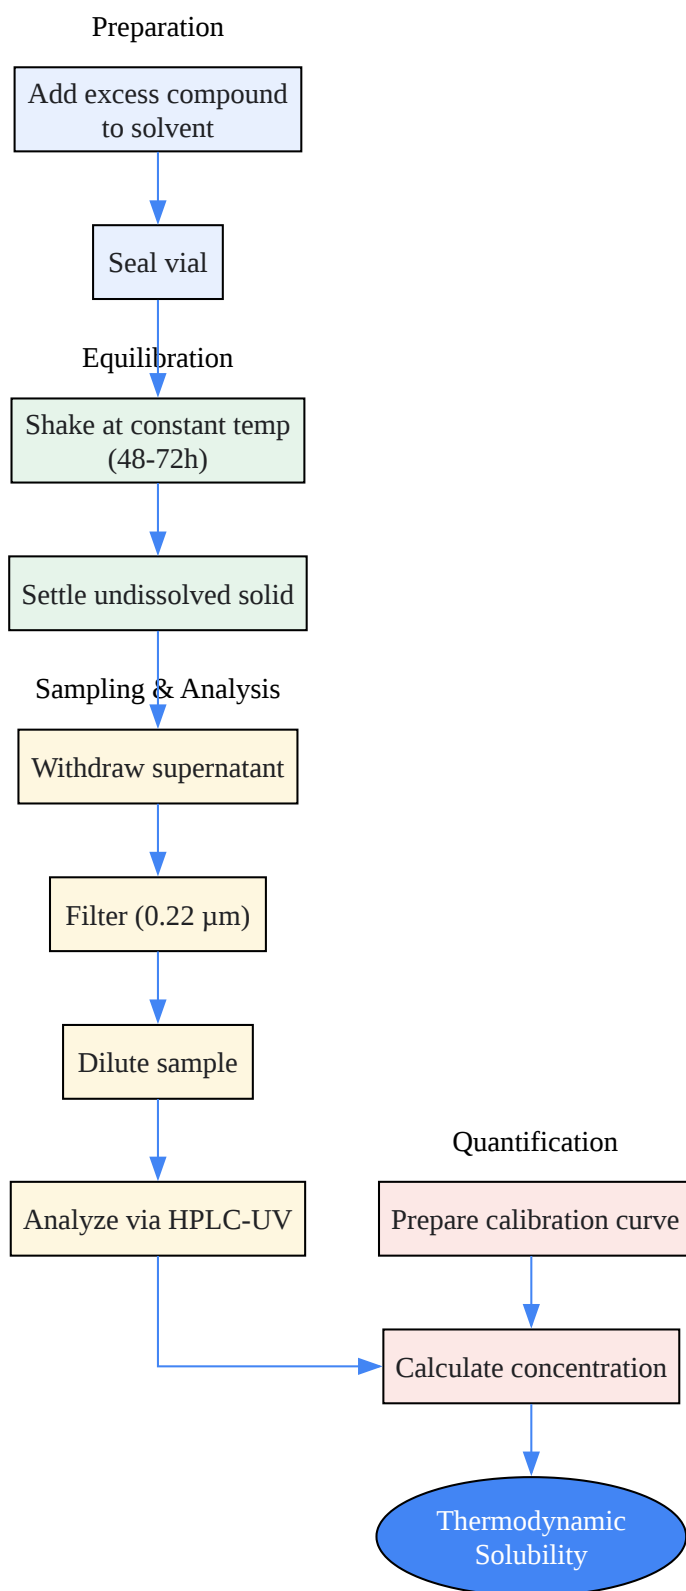 Preparation
Add excess compound
to solvent
Seal vial
Equilibration
Shake at constant temp
(48-72h)
Settle undissolved solid
Sampling & Analysis
Withdraw supernatant
Filter (0.22 µm)
Dilute sample
Analyze via HPLC-UV
Quantification
Prepare calibration curve
Calculate concentration
Thermodynamic
Solubility